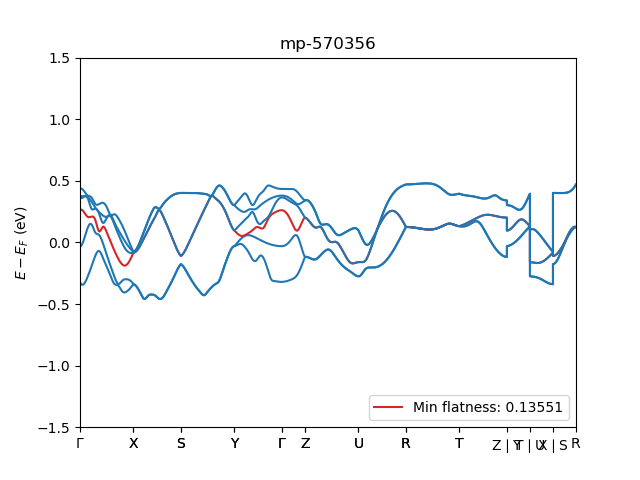 mp-570356
E − E_F (eV)
1.5
1.0
0.5
0.0
−0.5
−1.0
−1.5
Min flatness: 0.13551
Γ X S Y Γ Z U R T Z | Y T | U X | S R